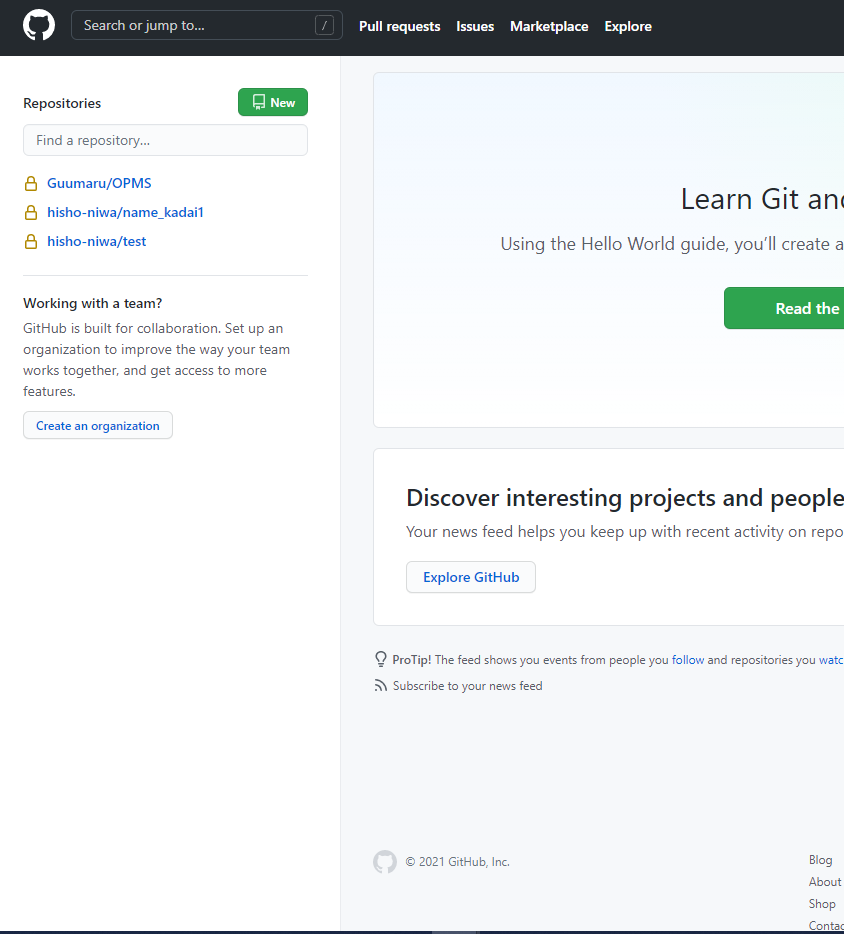 Search or jump to... /
Pull requests Issues Marketplace Explore
Repositories
New
Find a repository...
Guumaru/OPMS
hisho-niwa/name_kadai1
hisho-niwa/test
Working with a team?
GitHub is built for collaboration. Set up an
organization to improve the way your team
works together, and get access to more
features.
Create an organization
Learn Git and
Using the Hello World guide, you’ll create a
Read the
Discover interesting projects and people
Your news feed helps you keep up with recent activity on repo
Explore GitHub
ProTip! The feed shows you events from people you follow and repositories you watc
Subscribe to your news feed
© 2021 GitHub, Inc.
Blog
About
Shop
Contac